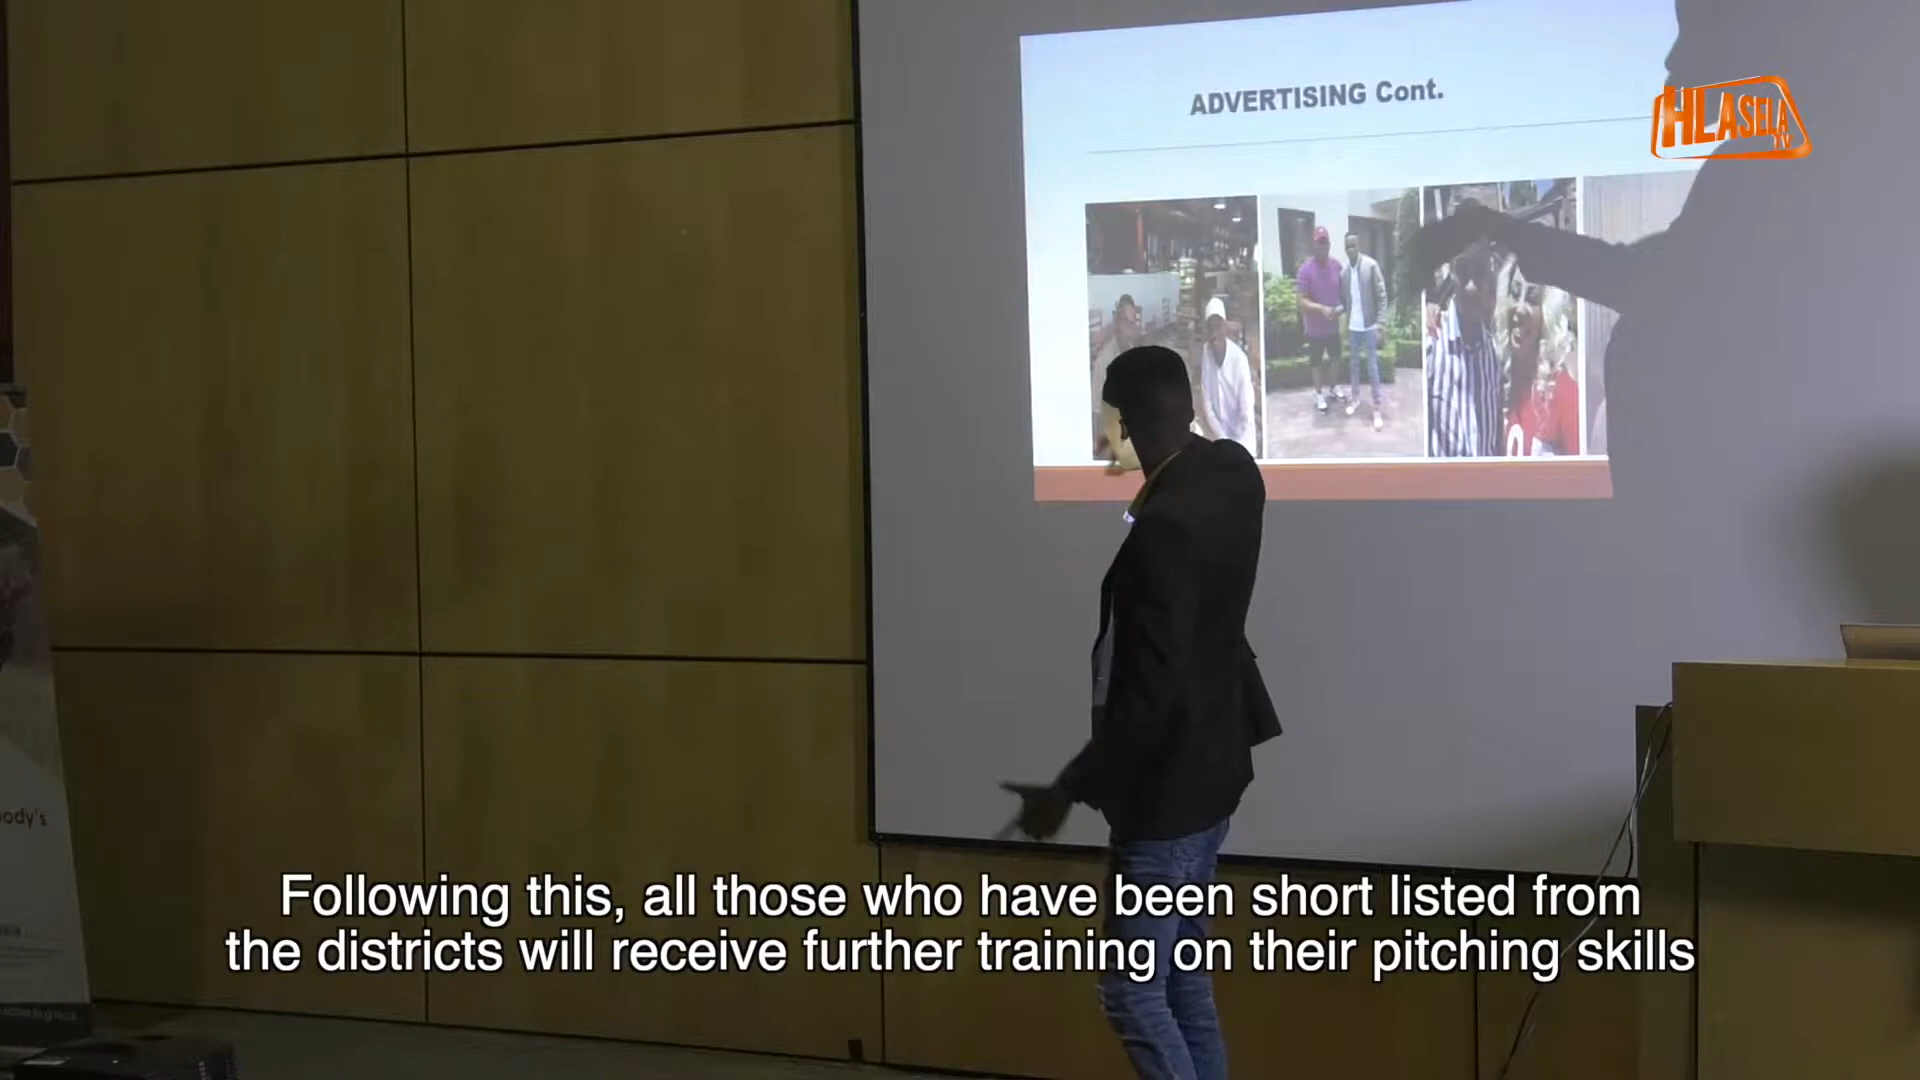 ADVERTISING Cont.
HLASELA
TV
ody's
Following this, all those who have been short listed from
the districts will receive further training on their pitching skills